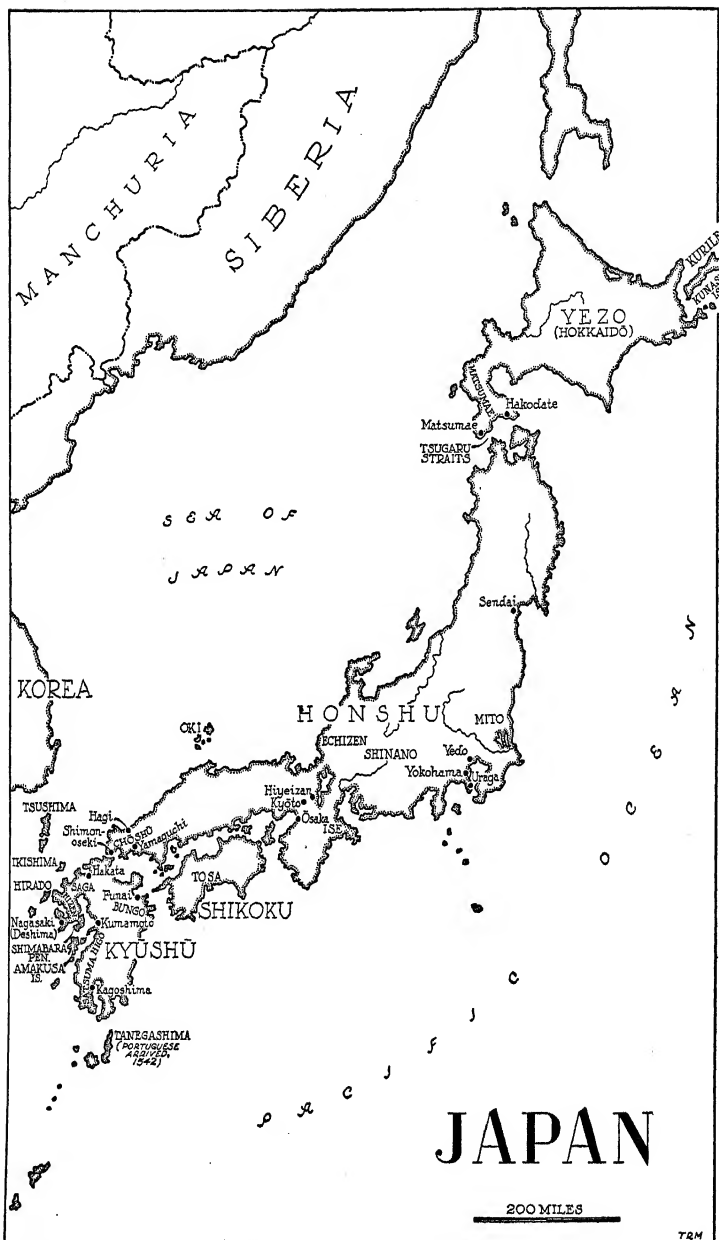 MANCHURIA
SIBERIA
KURILE
YEZO
(HOKKAIDŌ)
MATSUMAE
Hakodate
Matsumae
TSUGARU
STRAITS
SEA OF
JAPAN
Sendai
KOREA
HONSHU
OKI
ECHIZEN
MITO
SHINANO
Yedo
Yokohama
Uraga
Hiyeizan
Kyōto
Ōsaka
ISE
TSUSHIMA
Hagi
Shimon-
oseki
CHŌSHŪ
Yamaguchi
IKISHIMA
Hakata
HIRADO
SAGA
Funai
BUNGO
TOSA
SHIKOKU
Nagasaki
(Deshima)
Kumamoto
SHIMABARA
PEN.
KYŪSHŪ
AMAKUSA
IS.
SATSUMA
Kagoshima
TANEGASHIMA
(PORTUGUESE
ARRIVED,
1542)
PACIFIC OCEAN
JAPAN
200 MILES
TRM